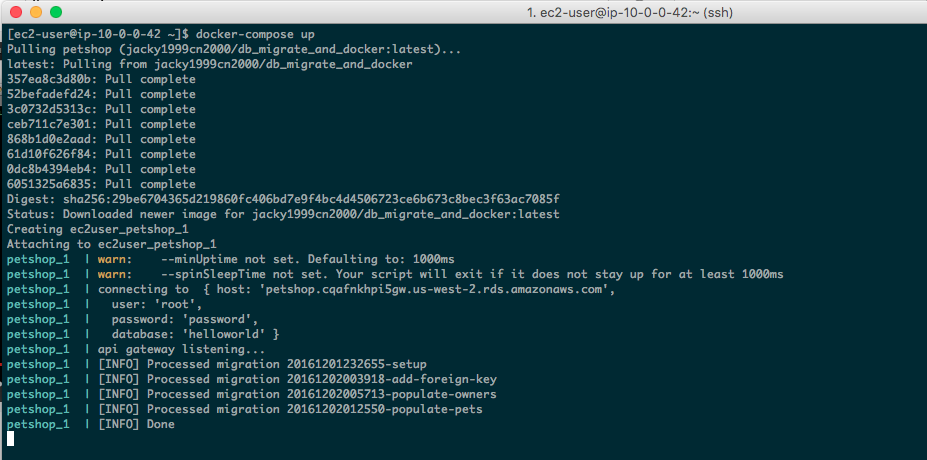 1. ec2-user@ip-10-0-0-42:~ (ssh)
[ec2-user@ip-10-0-0-42 ~]$ docker-compose up
Pulling petshop (jacky1999cn2000/db_migrate_and_docker:latest)...
latest: Pulling from jacky1999cn2000/db_migrate_and_docker
357ea8c3d80b: Pull complete
52befadefd24: Pull complete
3c0732d5313c: Pull complete
ceb711c7e301: Pull complete
868b1d0e2aad: Pull complete
61d10f626f84: Pull complete
0dc8b4394eb4: Pull complete
6051325a6835: Pull complete
Digest: sha256:29be6704365d219860fc406bd7e9f4bc4d4506723ce6b673c8bec3f63ac7085f
Status: Downloaded newer image for jacky1999cn2000/db_migrate_and_docker:latest
Creating ec2user_petshop_1
Attaching to ec2user_petshop_1
petshop_1  | warn:    --minUptime not set. Defaulting to: 1000ms
petshop_1  | warn:    --spinSleepTime not set. Your script will exit if it does not stay up for at least 1000ms
petshop_1  | connecting to  { host: 'petshop.cqafnkhpi5gw.us-west-2.rds.amazonaws.com',
petshop_1  |   user: 'root',
petshop_1  |   password: 'password',
petshop_1  |   database: 'helloworld' }
petshop_1  | api gateway listening...
petshop_1  | [INFO] Processed migration 20161201232655-setup
petshop_1  | [INFO] Processed migration 20161202003918-add-foreign-key
petshop_1  | [INFO] Processed migration 20161202005713-populate-owners
petshop_1  | [INFO] Processed migration 20161202012550-populate-pets
petshop_1  | [INFO] Done